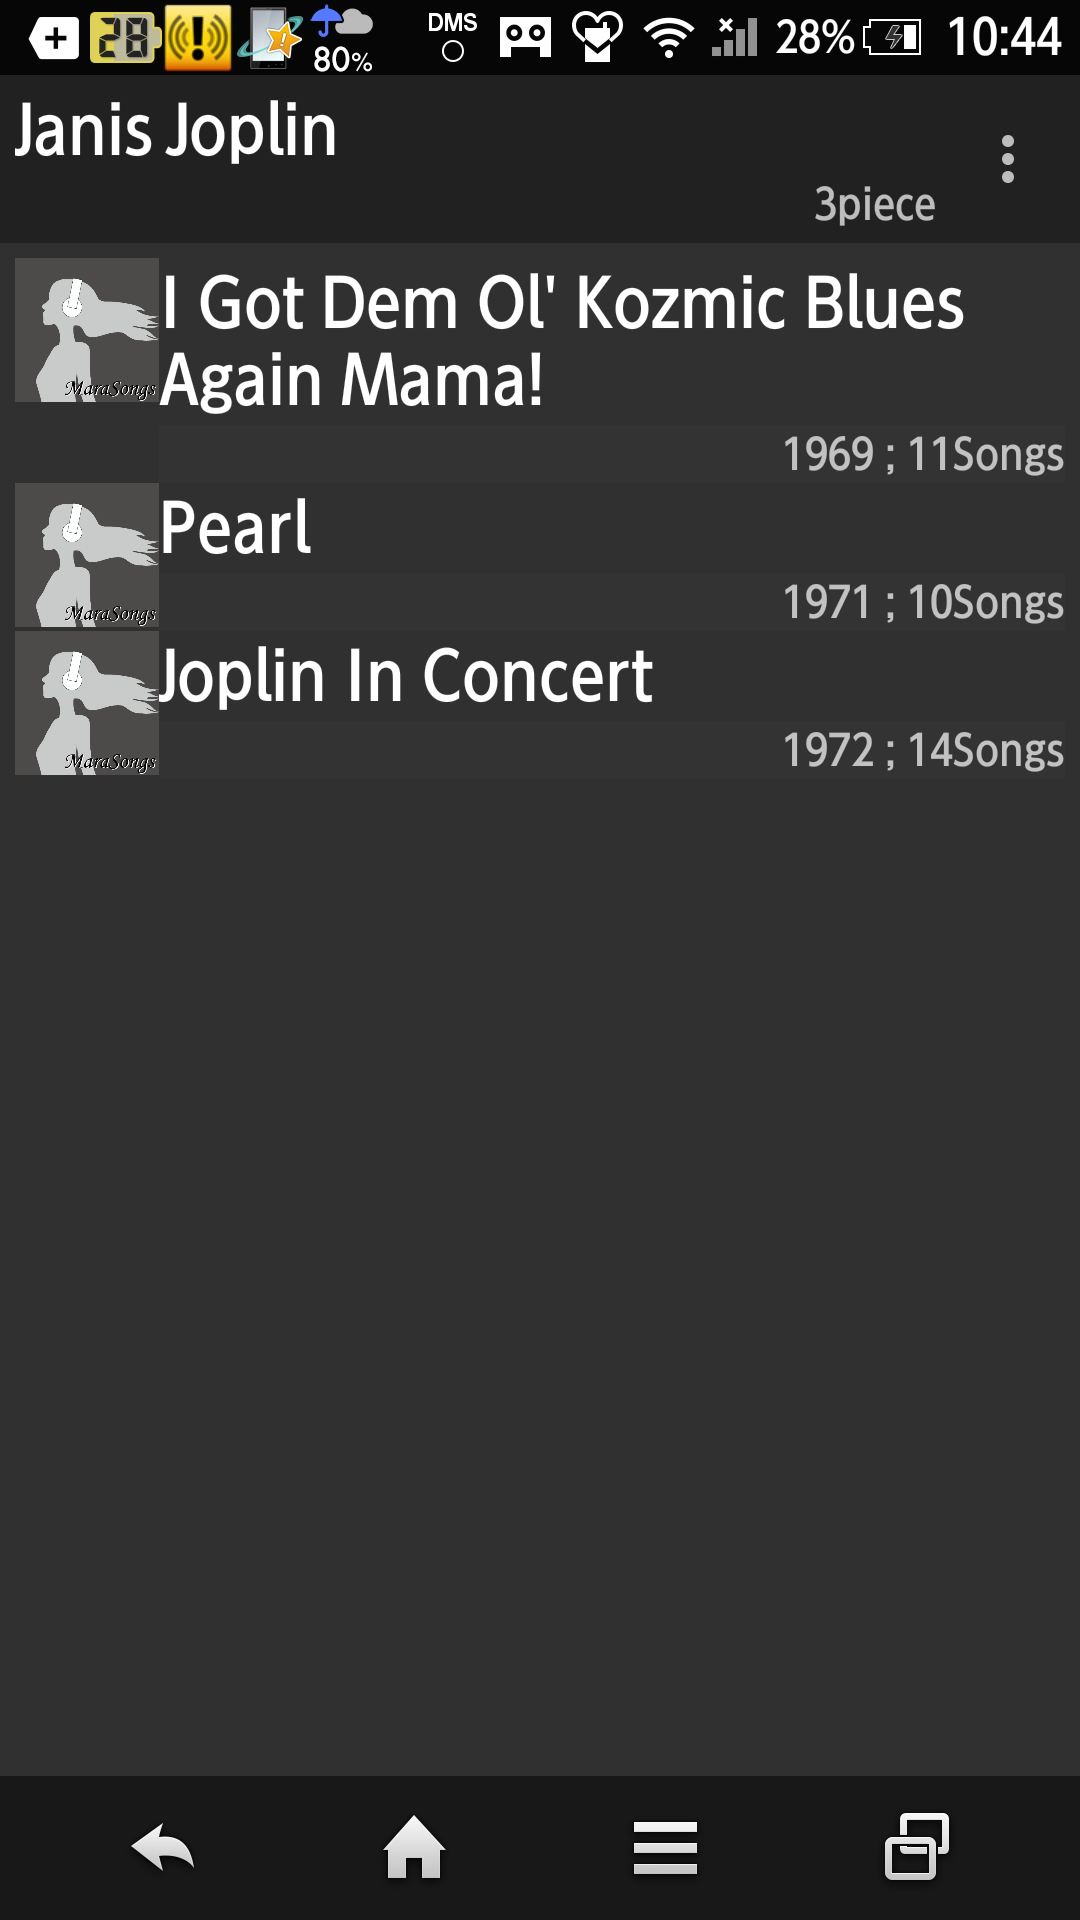 28
80%
DMS
28%
10:44
Janis Joplin
3piece
I Got Dem Ol' Kozmic Blues
Again Mama!
MaraSongs
1969 ; 11Songs
Pearl
MaraSongs
1971 ; 10Songs
Joplin In Concert
MaraSongs
1972 ; 14Songs